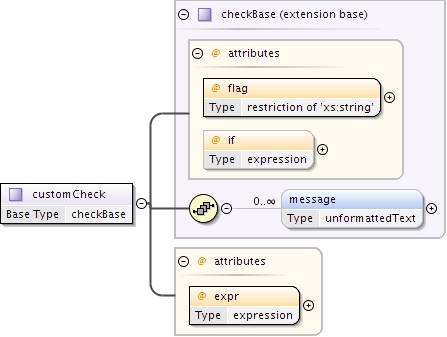 checkBase (extension base)
@ attributes
@ flag
Type restriction of 'xs:string'
@ if
Type expression
customCheck
Base Type checkBase
0..∞
message
Type unformattedText
@ attributes
@ expr
Type expression